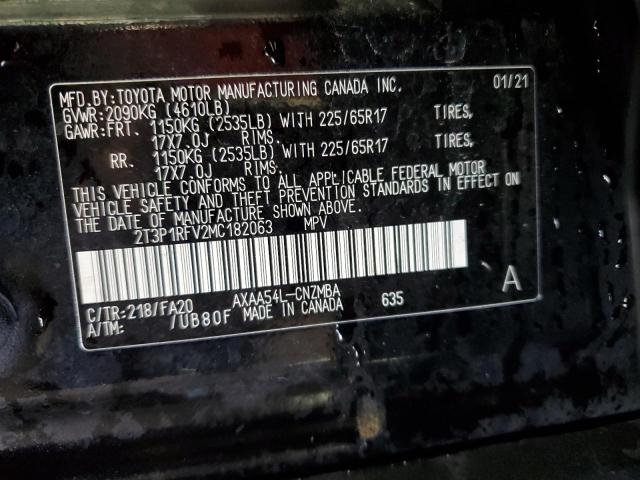 MFD.BY:TOYOTA MOTOR MANUFACTURING CANADA INC. 01/21
GVWR:2090KG (4610LB)
GAWR:FRT. 1150KG (2535LB) WITH 225/65R17 TIRES,
17X7.0J RIMS.
RR. 1150KG (2535LB) WITH 225/65R17 TIRES,
17X7.0J RIMS.
THIS VEHICLE CONFORMS TO ALL APPLICABLE FEDERAL MOTOR
VEHICLE SAFETY AND THEFT PREVENTION STANDARDS IN EFFECT ON
THE DATE OF MANUFACTURE SHOWN ABOVE.
2T3P1RFV2MC182063 MPV
C/TR:218/FA20 AXAA54L-CNZMBA 635 A
A/TM: /UB80F MADE IN CANADA